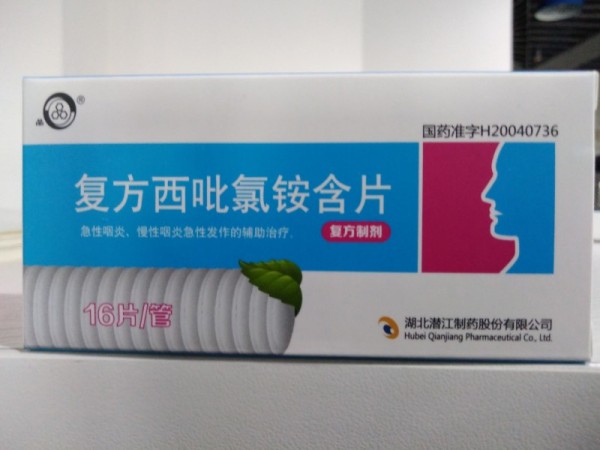 ®
国药准字H20040736
复方西吡氯铵含片
急性咽炎、慢性咽炎急性发作的辅助治疗.
复方制剂
16片/管
湖北潜江制药股份有限公司
Hubei Qianjiang Pharmaceutical Co., Ltd.